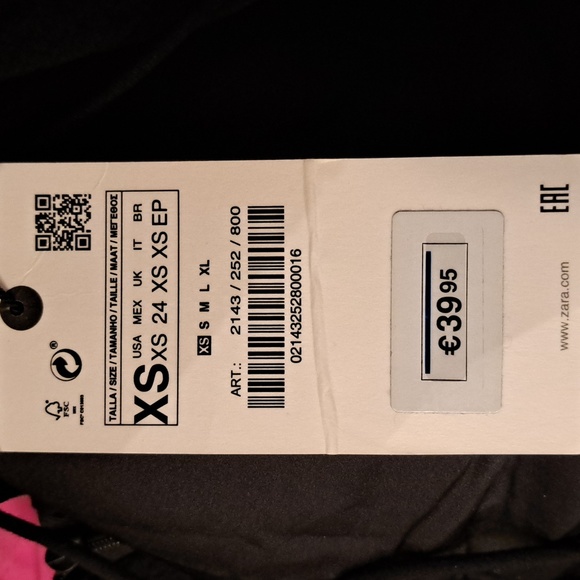 TALLA / SIZE / TAMANHO / TAILLE / MAAT / ΜΕΓΕΘΟΣ
XS
USA MEX UK IT BR
XS 24 XS XS EP
XS S M L XL
ART.: 2143 / 252 / 800
02143252800016
€39 95
EAC
www.zara.com
FSC
MIX